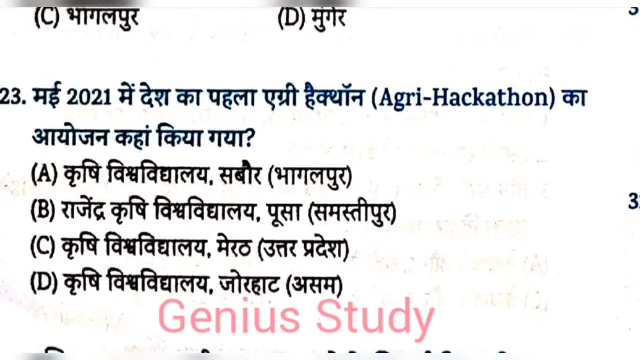 (C) भागलपुर (D) मुंगेर
23. मई 2021 में देश का पहला एग्री हैक्थॉन (Agri-Hackathon) का
आयोजन कहां किया गया?
(A) कृषि विश्वविद्यालय, सबौर (भागलपुर)
(B) राजेंद्र कृषि विश्वविद्यालय, पूसा (समस्तीपुर)
(C) कृषि विश्वविद्यालय, मेरठ (उत्तर प्रदेश)
(D) कृषि विश्वविद्यालय, जोरहाट (असम)
Genius Study